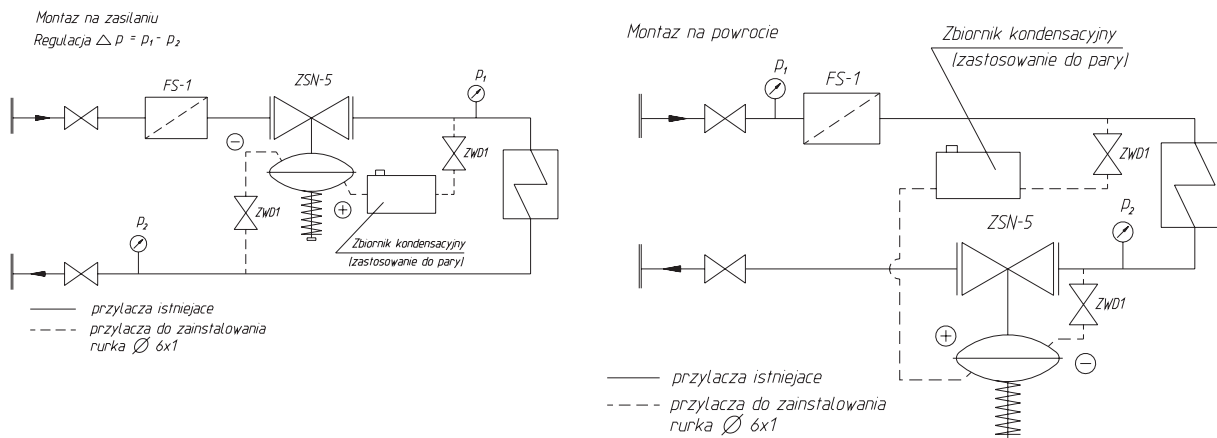 Montaz na zasilaniu
Regulacja △ p = p₁ - p₂
FS-1
ZSN-5
p₁
−
ZWD1
ZWD1
+
p₂
Zbiornik kondensacyjny
(zastosowanie do pary)
przylacza istniejace
przylacza do zainstalowania
rurka Ø 6x1
Montaz na powrocie
Zbiornik kondensacyjny
(zastosowanie do pary)
p₁
FS-1
ZWD1
ZSN-5
p₂
ZWD1
+
−
przylacza istniejace
przylacza do zainstalowania
rurka Ø 6x1